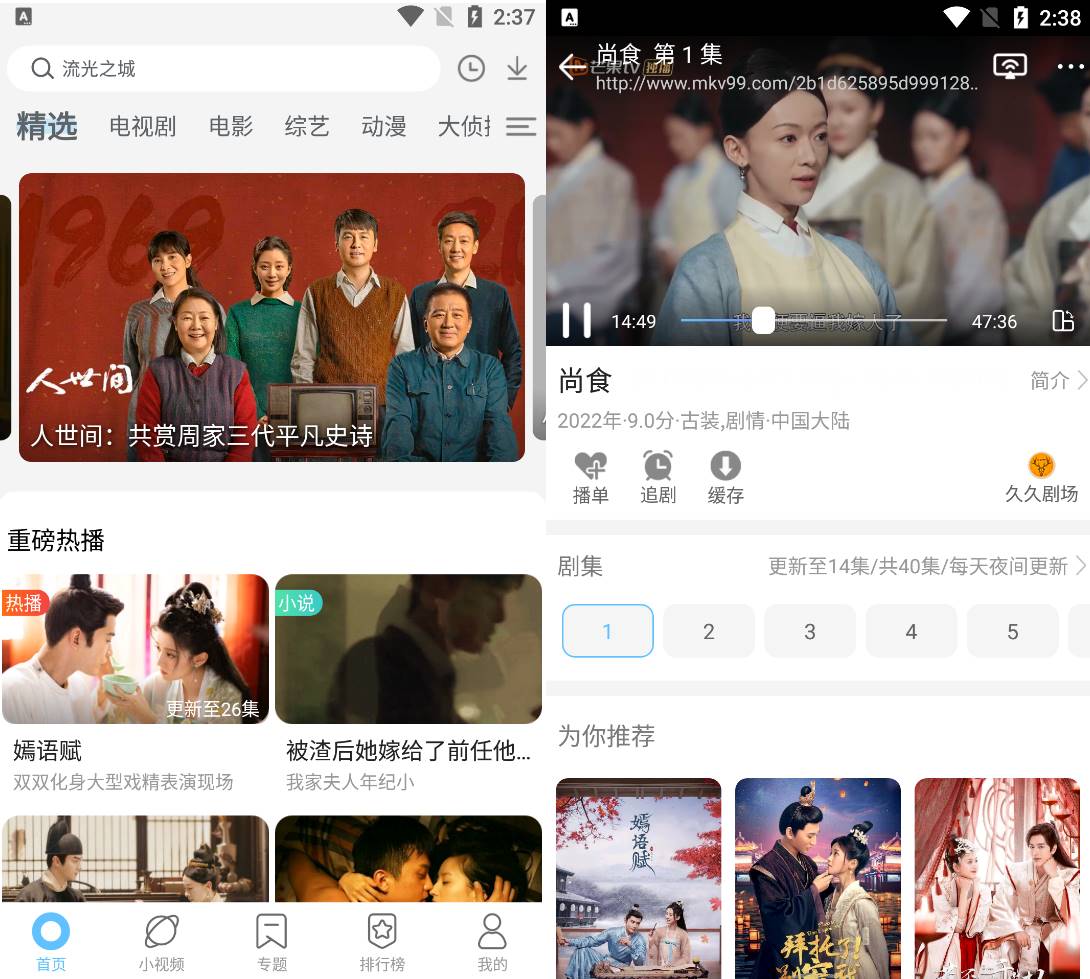 2:37
流光之城
精选 电视剧 电影 综艺 动漫 大侦
1969
人世间
人世间：共赏周家三代平凡史诗
重磅热播
热播
更新至26集
嫣语赋
双双化身大型戏精表演现场
小说
被渣后她嫁给了前任他...
我家夫人年纪小
首页 小视频 专题 排行榜 我的
2:38
尚食 第 1 集
芒果tv 独播
http://www.mkv99.com/2b1d625895d999128..
14:49
47:36
尚食
简介
2022年·9.0分·古装,剧情·中国大陆
播单 追剧 缓存 久久剧场
剧集
更新至14集/共40集/每天夜间更新
1 2 3 4 5
为你推荐
嫣语赋
拜托了!